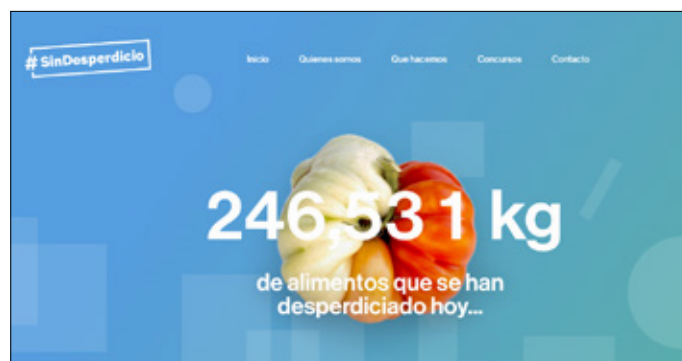 # SinDesperdicio
Inicio Quienes somos Que hacemos Concursos Contacto
246,531 kg
de alimentos que se han
desperdiciado hoy...